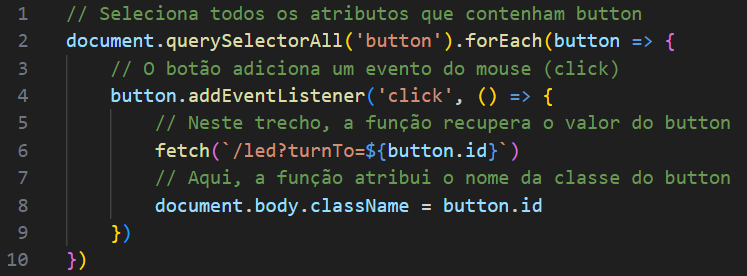 1 // Seleciona todos os atributos que contenham button
2 document.querySelectorAll('button').forEach(button => {
3     // O botão adiciona um evento do mouse (click)
4     button.addEventListener('click', () => {
5         // Neste trecho, a função recupera o valor do button
6         fetch(`/led?turnTo=${button.id}`)
7         // Aqui, a função atribui o nome da classe do button
8         document.body.className = button.id
9     })
10 })